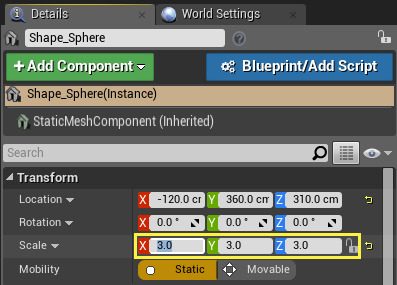 Details World Settings
Shape_Sphere
+ Add Component Blueprint/Add Script
Shape_Sphere(Instance)
StaticMeshComponent (Inherited)
Search
Transform
Location X -120.0 cm Y 360.0 cm Z 310.0 cm
Rotation X 0.0 ° Y 0.0 ° Z 0.0 °
Scale X 3.0 Y 3.0 Z 3.0
Mobility Static Movable